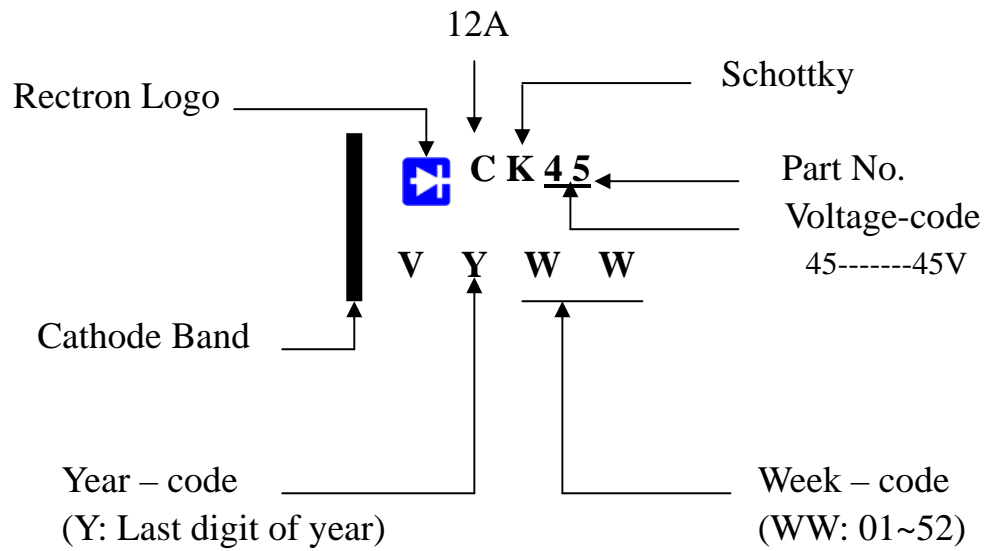 12A
Schottky
Rectron Logo
C K 4 5
Part No.
Voltage-code
V Y W W
45-------45V
Cathode Band
Year – code
(Y: Last digit of year)
Week – code
(WW: 01~52)